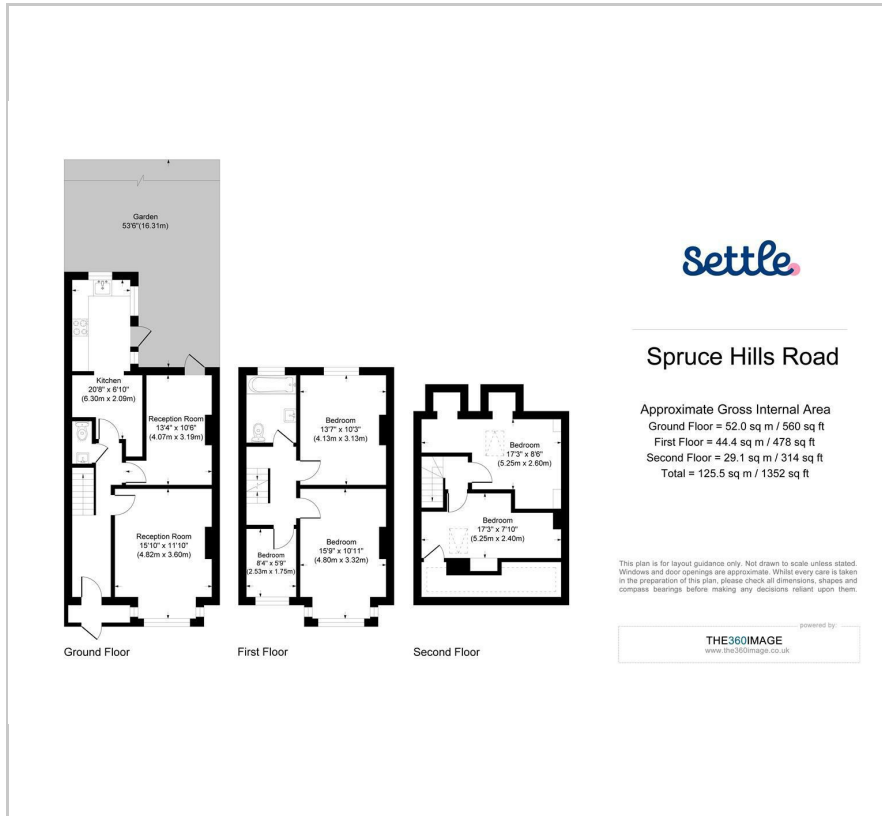 Garden
53'6"(16.31m)
Kitchen
20'8" x 6'10"
(6.30m x 2.09m)
Reception Room
13'4" x 10'6"
(4.07m x 3.19m)
Reception Room
15'10" x 11'10"
(4.82m x 3.60m)
Ground Floor
Bedroom
13'7" x 10'3"
(4.13m x 3.13m)
Bedroom
8'4" x 5'9"
(2.53m x 1.75m)
Bedroom
15'9" x 10'11"
(4.80m x 3.32m)
First Floor
Bedroom
17'3" x 8'6"
(5.25m x 2.60m)
Bedroom
17'3" x 7'10"
(5.25m x 2.40m)
Second Floor
Settle
Spruce Hills Road
Approximate Gross Internal Area
Ground Floor = 52.0 sq m / 560 sq ft
First Floor = 44.4 sq m / 478 sq ft
Second Floor = 29.1 sq m / 314 sq ft
Total = 125.5 sq m / 1352 sq ft
This plan is for layout guidance only. Not drawn to scale unless stated.
Windows and door openings are approximate. Whilst every care is taken
in the preparation of this plan, please check all dimensions, shapes and
compass bearings before making any decisions reliant upon them.
powered by:
THE360IMAGE
www.the360image.co.uk